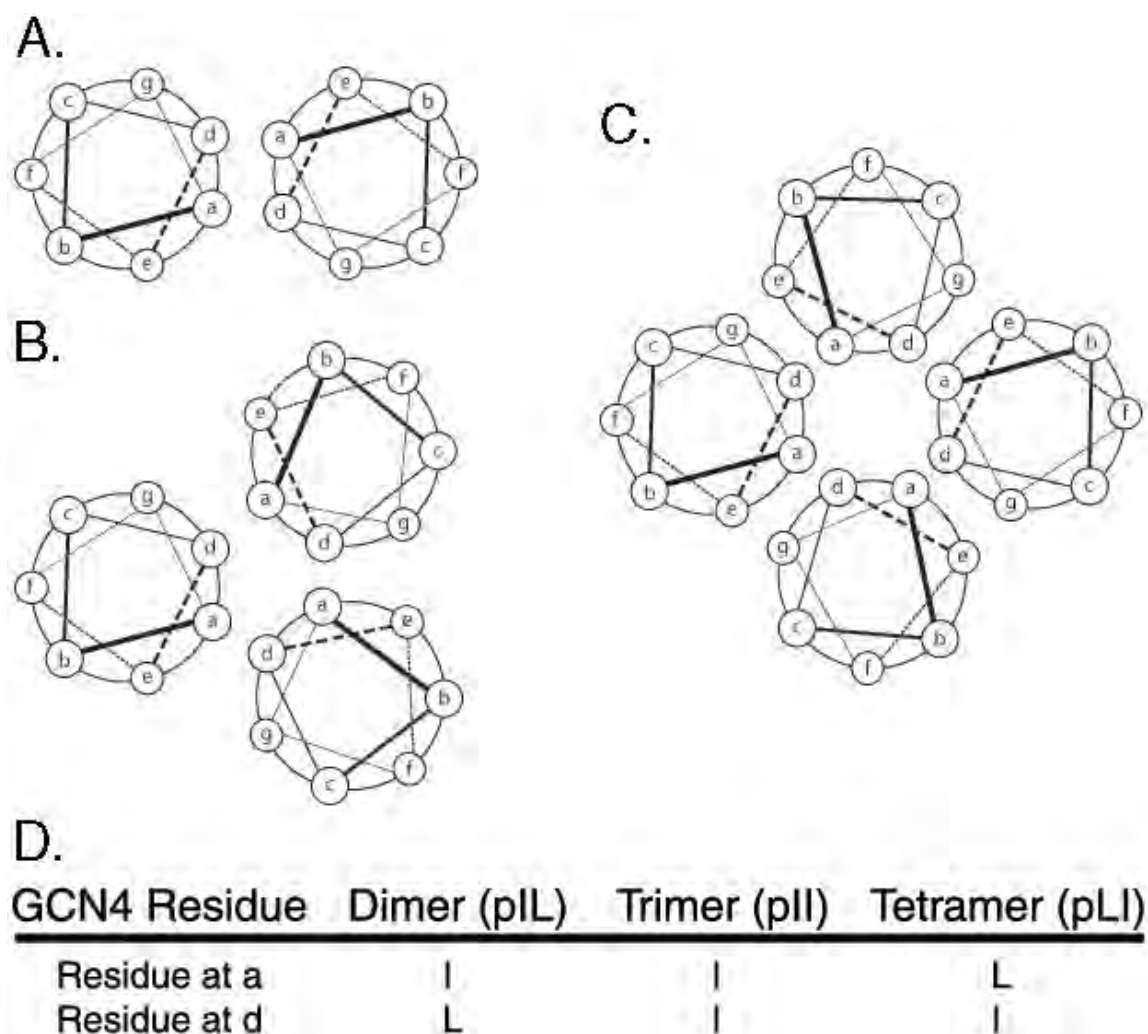 A.
c g e b
d a
f f
a d
b e g c
B.
b f
e
c
a
c g
g
d
d
f
a
a e
b e d
b
g
f
c
C.
f
b c
e g
a d
c g e b
d a
f f
a d
b e g c
d a
g e
c b
f
D.
GCN4 Residue Dimer (pIL) Trimer (pII) Tetramer (pLI)
Residue at a I I L
Residue at d L I I